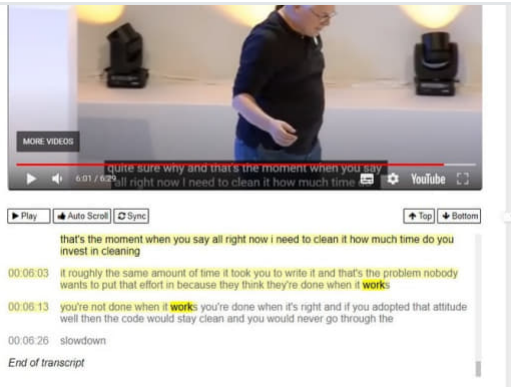 MORE VIDEOS
quite sure why and that's the moment when you say
6:01 / 6:29
all right now I need to clean it how much time
YouTube
Play
Auto Scroll
Sync
Top
Bottom
that's the moment when you say all right now i need to clean it how much time do you
invest in cleaning
00:06:03 it roughly the same amount of time it took you to write it and that's the problem nobody
wants to put that effort in because they think they're done when it works
00:06:13 you're not done when it works you're done when it's right and if you adopted that attitude
well then the code would stay clean and you would never go through the
00:06:26 slowdown
End of transcript